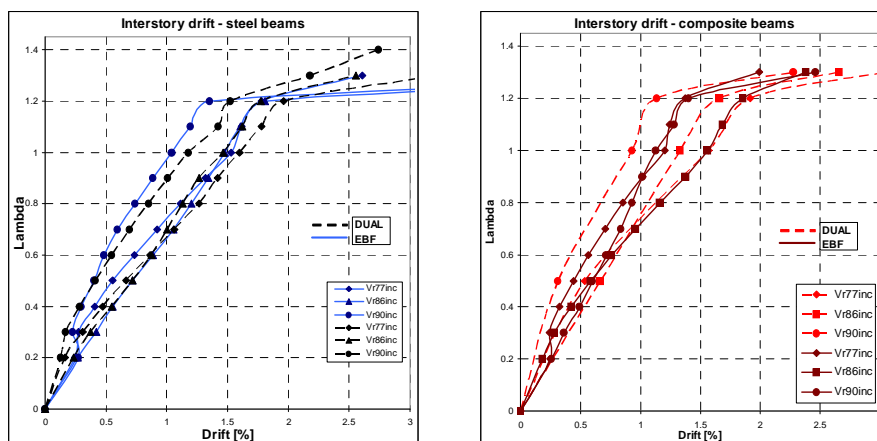 Interstory drift - steel beams
1.4
1.2
1
0.8
0.6
0.4
0.2
0
Lambda
DUAL
EBF
Vr77inc
Vr86inc
Vr90inc
Vr77inc
Vr86inc
Vr90inc
0
0.5
1
1.5
2
2.5
3
Drift [%]
Interstory drift - composite beams
1.4
1.2
1
0.8
0.6
0.4
0.2
0
Lambda
DUAL
EBF
Vr77inc
Vr86inc
Vr90inc
Vr77inc
Vr86inc
Vr90inc
0
0.5
1
1.5
2
2.5
Drift [%]